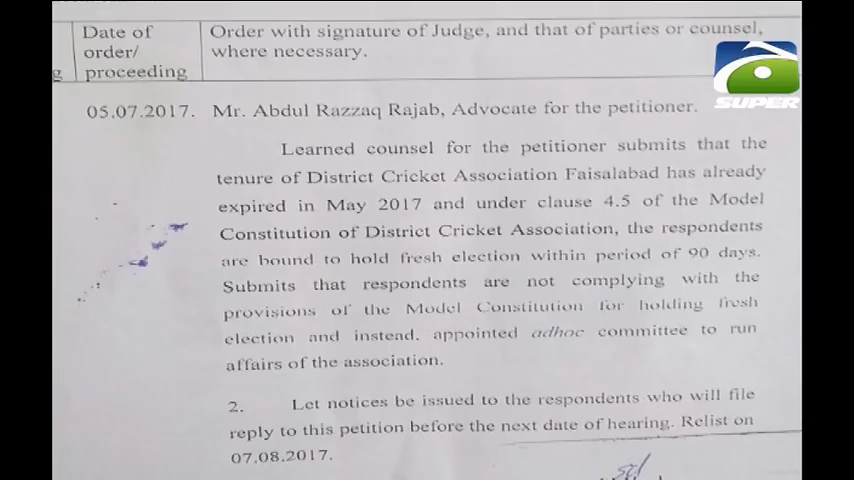 Date of
order/
proceeding
Order with signature of Judge, and that of parties or counsel,
where necessary.
g
SUPER
05.07.2017. Mr. Abdul Razzaq Rajab, Advocate for the petitioner.
Learned counsel for the petitioner submits that the
tenure of District Cricket Association Faisalabad has already
expired in May 2017 and under clause 4.5 of the Model
Constitution of District Cricket Association, the respondents
are bound to hold fresh election within period of 90 days.
Submits that respondents are not complying with the
provisions of the Model Constitution for holding fresh
election and instead, appointed adhoc committee to run
affairs of the association.
2. Let notices be issued to the respondents who will file
reply to this petition before the next date of hearing. Relist on
07.08.2017.